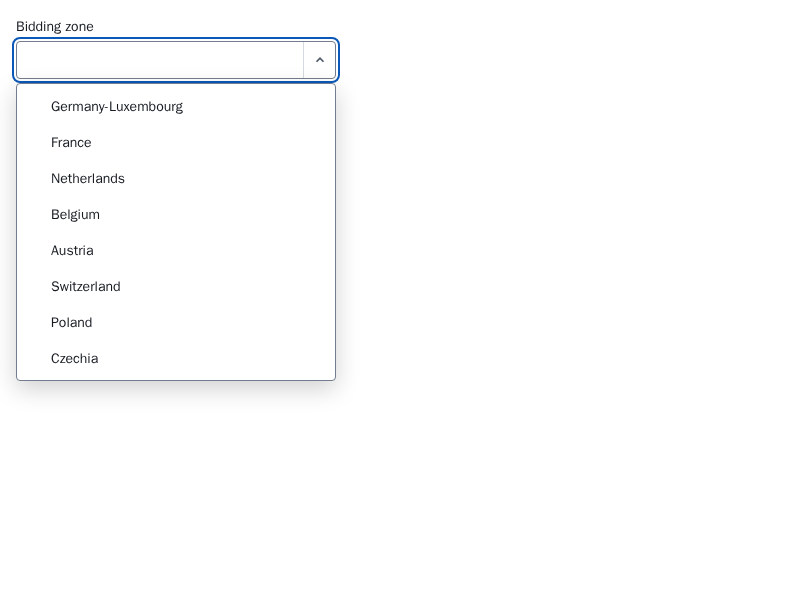 Bidding zone
Germany-Luxembourg
France
Netherlands
Belgium
Austria
Switzerland
Poland
Czechia